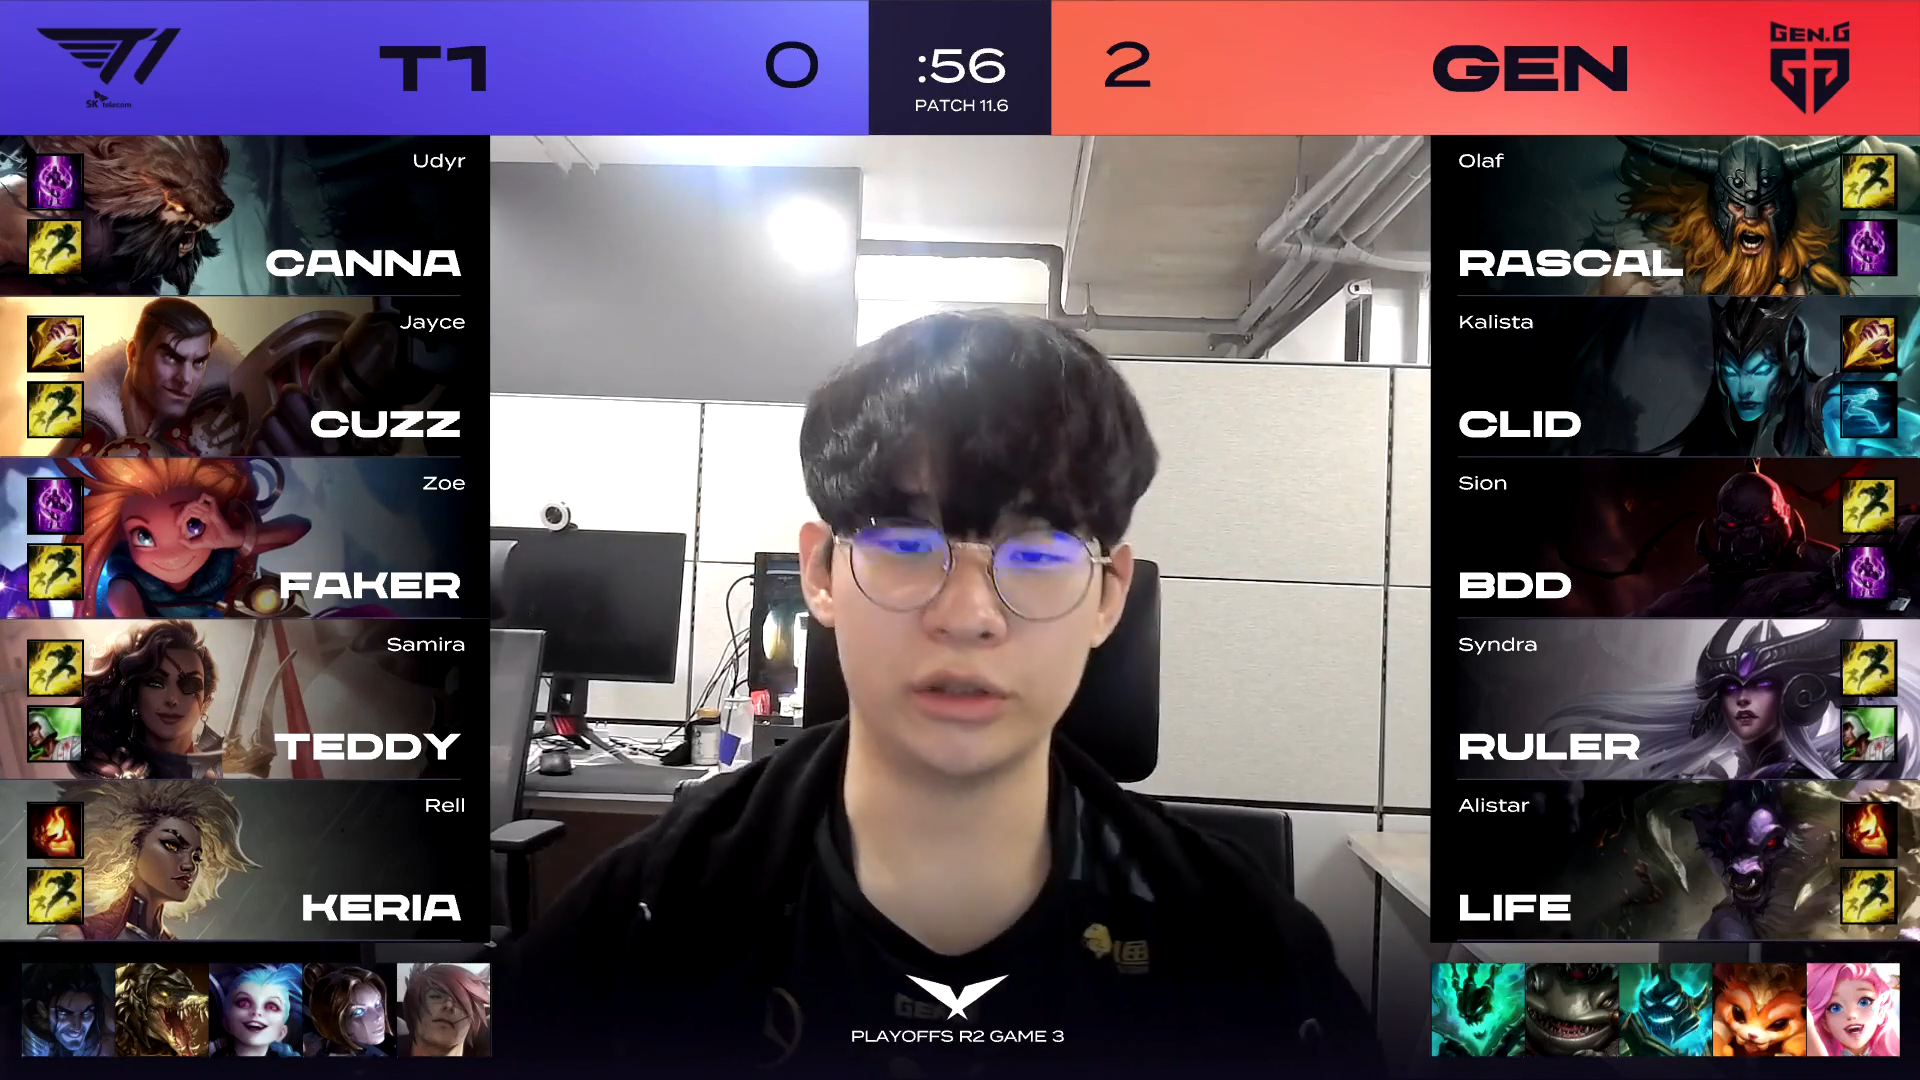 T1
SK telecom
T1
0
:56
PATCH 11.6
2
GEN
GEN.G
Udyr
CANNA
Jayce
CUZZ
Zoe
FAKER
Samira
TEDDY
Rell
KERIA
Olaf
RASCAL
Kalista
CLID
Sion
BDD
Syndra
RULER
Alistar
LIFE
PLAYOFFS R2 GAME 3